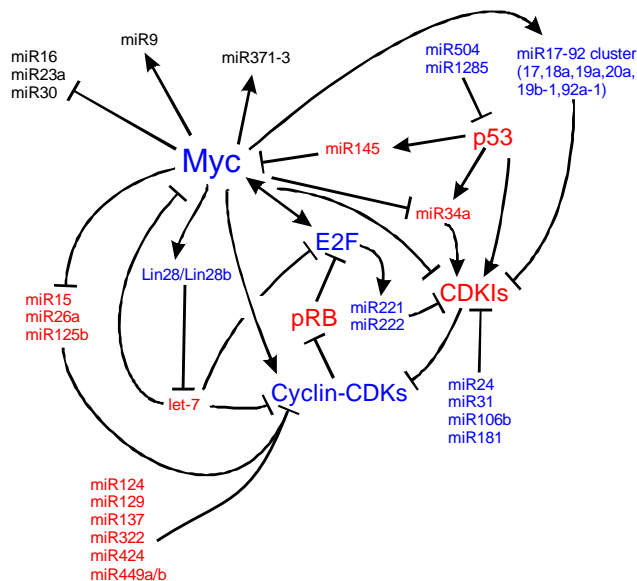 miR9
miR371-3
miR16
miR23a
miR30
miR504
miR1285
miR17-92 cluster
(17,18a,19a,20a,
19b-1,92a-1)
Myc
miR145
p53
miR34a
E2F
Lin28/Lin28b
miR15
miR26a
miR125b
miR221
miR222
CDKIs
pRB
let-7
Cyclin-CDKs
miR24
miR31
miR106b
miR181
miR124
miR129
miR137
miR322
miR424
miR449a/b